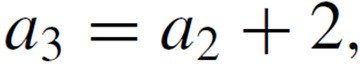 a₃ = a₂ + 2,